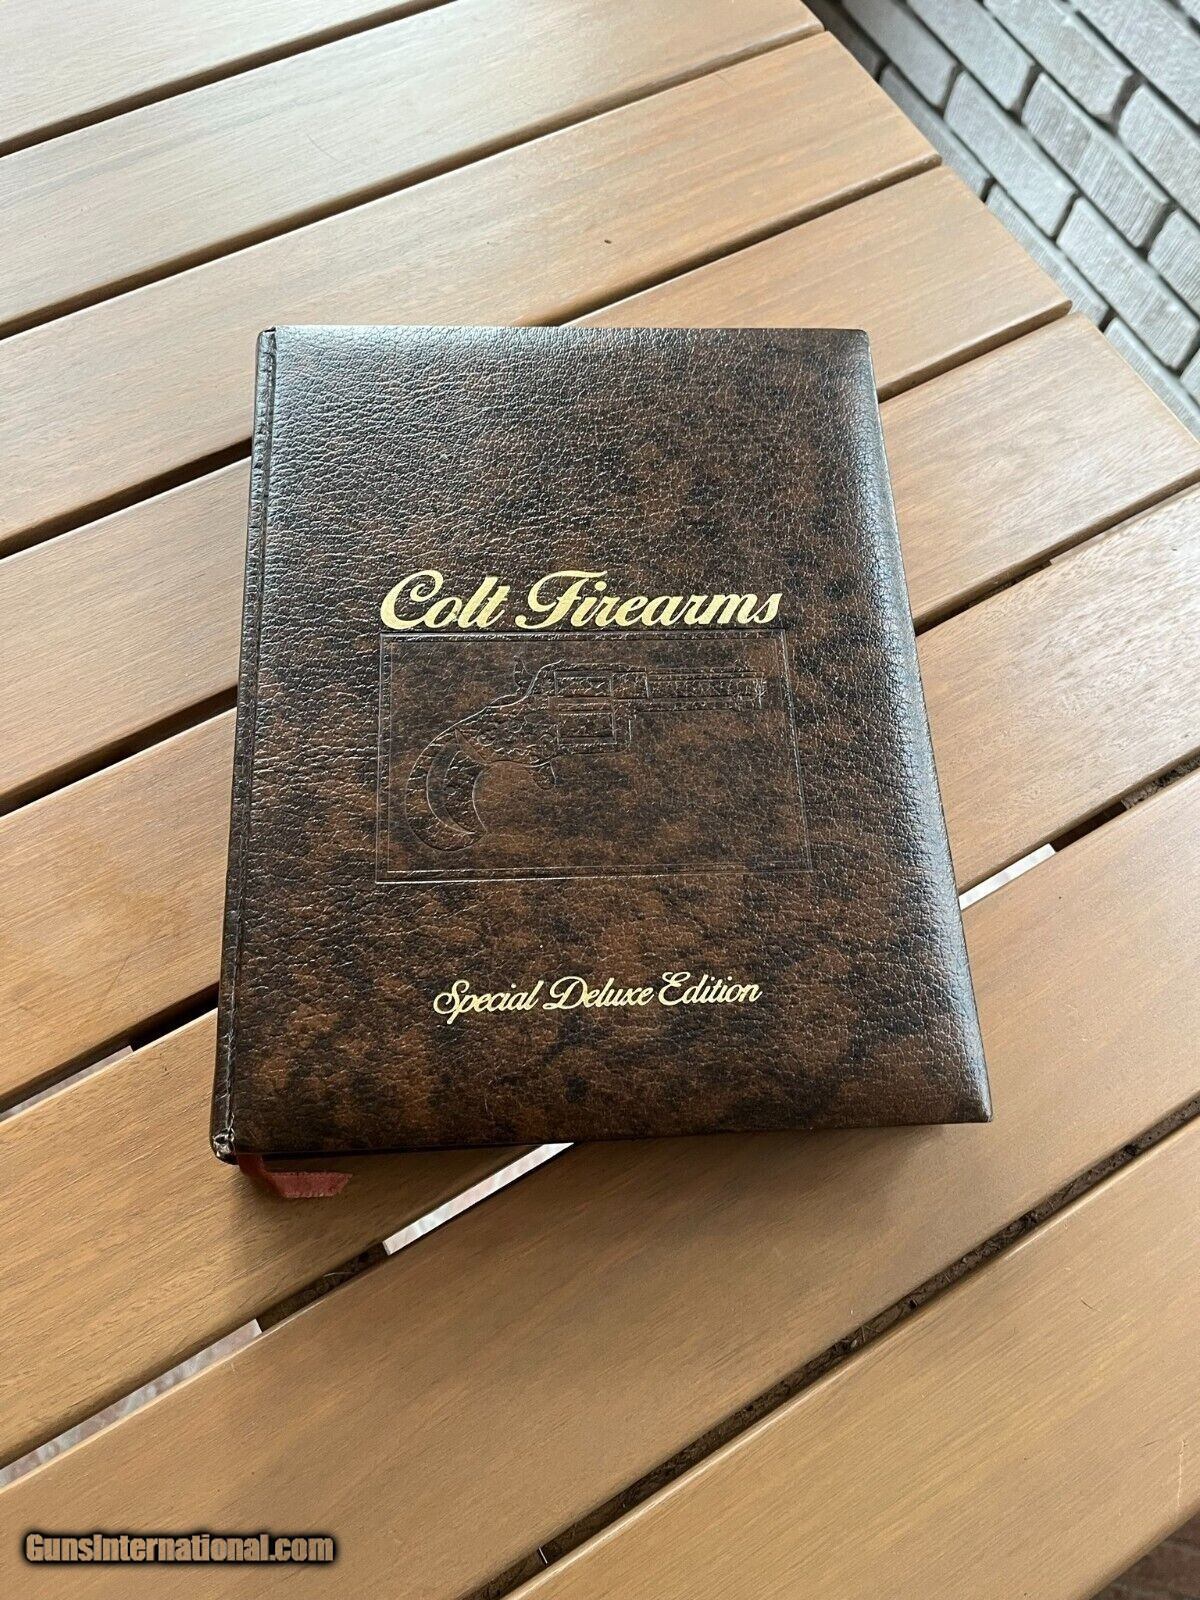 Colt Firearms
Special Deluxe Edition
GunsInternational.com